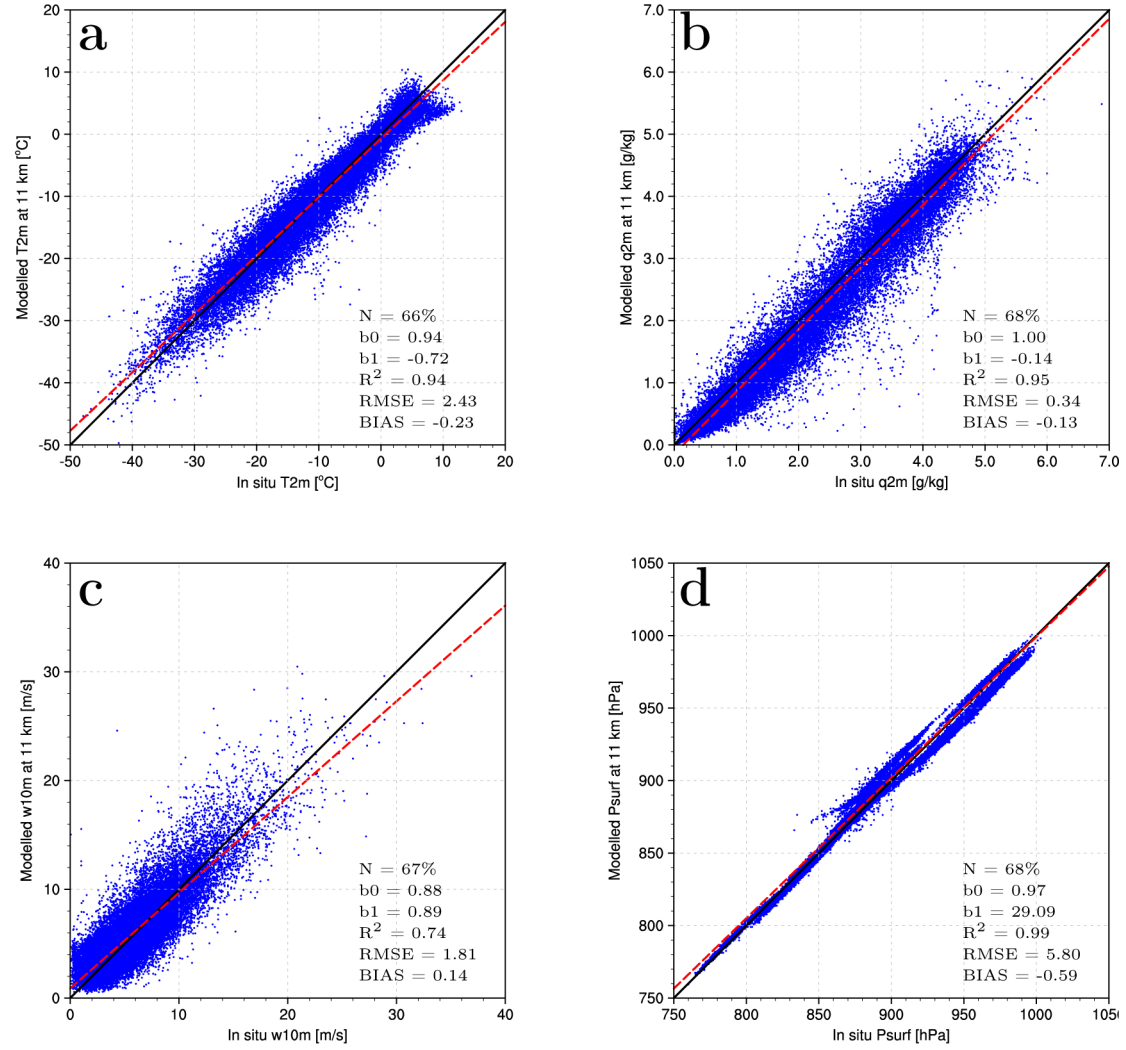 a
20
10
0
-10
-20
-30
-40
-50
Modelled T2m at 11 km [°C]
N = 66%
b0 = 0.94
b1 = -0.72
R² = 0.94
RMSE = 2.43
BIAS = -0.23
-50 -40 -30 -20 -10 0 10 20
In situ T2m [°C]
b
7.0
6.0
5.0
4.0
3.0
2.0
1.0
0.0
Modelled q2m at 11 km [g/kg]
N = 68%
b0 = 1.00
b1 = -0.14
R² = 0.95
RMSE = 0.34
BIAS = -0.13
0.0 1.0 2.0 3.0 4.0 5.0 6.0 7.0
In situ q2m [g/kg]
c
40
30
20
10
0
Modelled w10m at 11 km [m/s]
N = 67%
b0 = 0.88
b1 = 0.89
R² = 0.74
RMSE = 1.81
BIAS = 0.14
0 10 20 30 40
In situ w10m [m/s]
d
1050
1000
950
900
850
800
750
Modelled Psurf at 11 km [hPa]
N = 68%
b0 = 0.97
b1 = 29.09
R² = 0.99
RMSE = 5.80
BIAS = -0.59
750 800 850 900 950 1000 105
In situ Psurf [hPa]